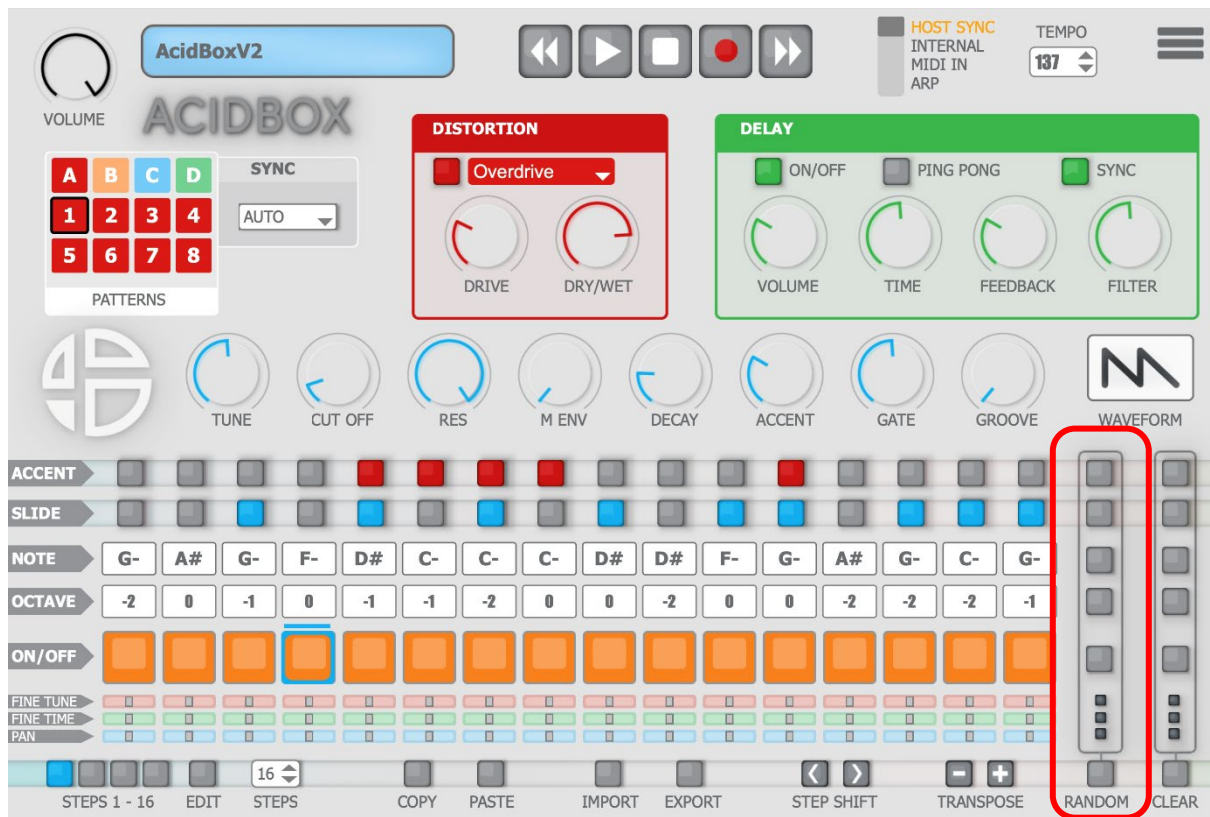 AcidBoxV2
HOST SYNC
INTERNAL
MIDI IN
ARP
TEMPO
137
VOLUME
ACIDBOX
A B C D
1 2 3 4
5 6 7 8
PATTERNS
SYNC
AUTO
DISTORTION
Overdrive
DRIVE DRY/WET
DELAY
ON/OFF PING PONG SYNC
VOLUME TIME FEEDBACK FILTER
TUNE CUT OFF RES M ENV DECAY ACCENT GATE GROOVE WAVEFORM
ACCENT
SLIDE
NOTE G- A# G- F- D# C- C- C- D# D# F- G- A# G- C- G-
OCTAVE -2 0 -1 0 -1 -1 -2 0 0 -2 0 0 -2 -2 -2 -1
ON/OFF
FINE TUNE
FINE TIME
PAN
16
STEPS 1 - 16 EDIT STEPS COPY PASTE IMPORT EXPORT STEP SHIFT TRANSPOSE RANDOM CLEAR